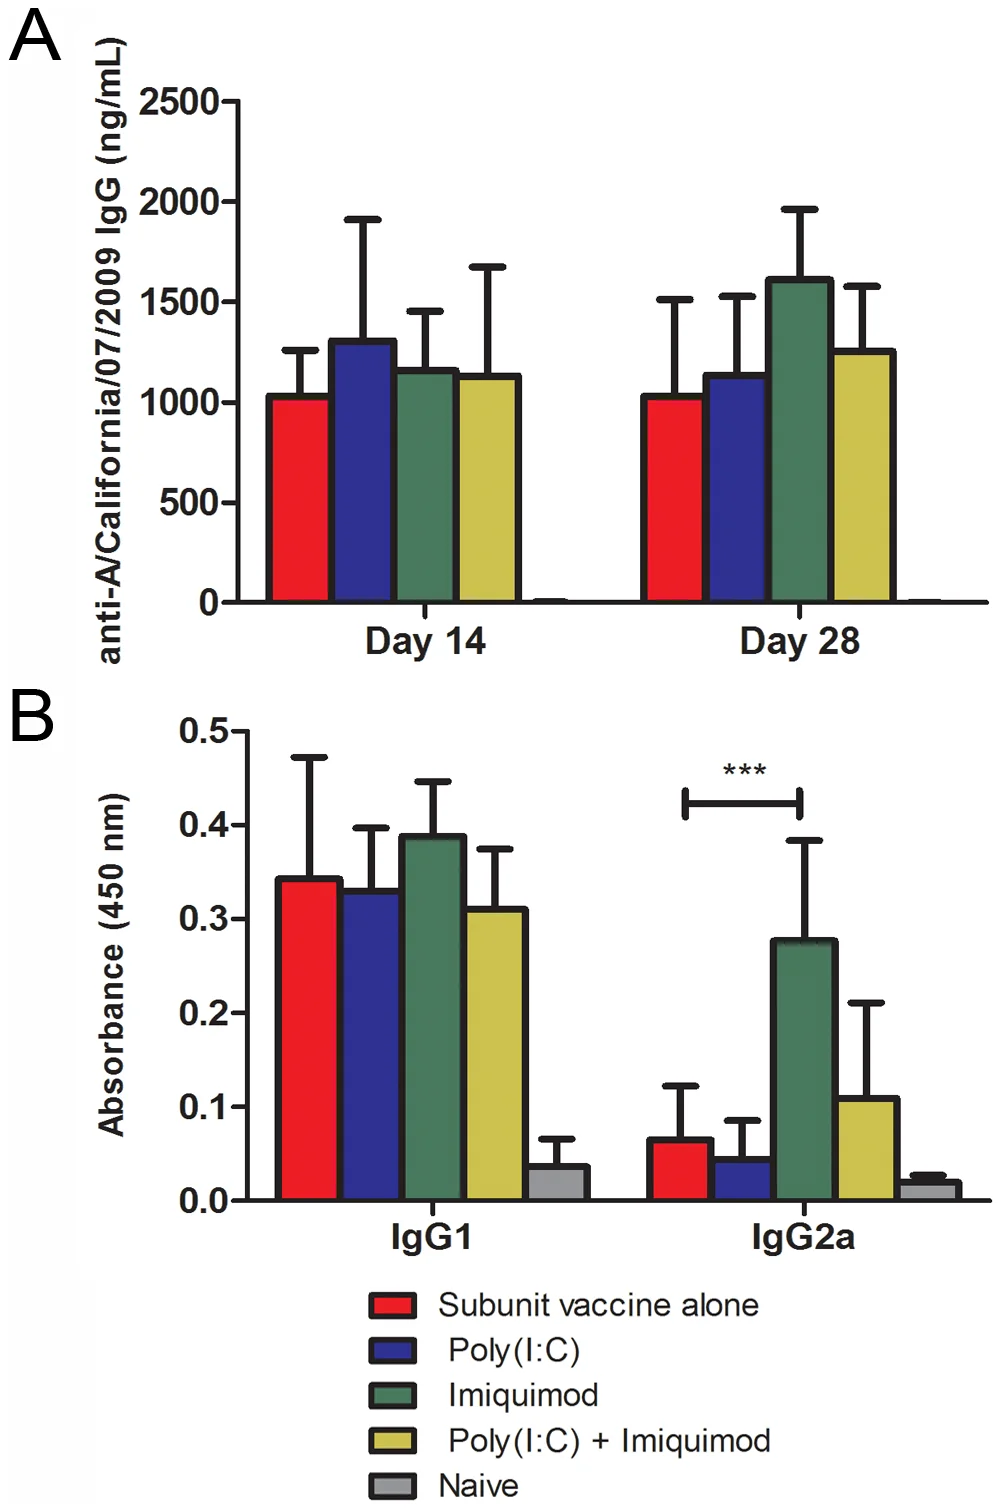 A
anti-A/California/07/2009 IgG (ng/mL)
2500
2000
1500
1000
500
0
Day 14 Day 28
B
Absorbance (450 nm)
0.5
0.4
0.3
0.2
0.1
0.0
***
IgG1 IgG2a
Subunit vaccine alone
Poly(I:C)
Imiquimod
Poly(I:C) + Imiquimod
Naive